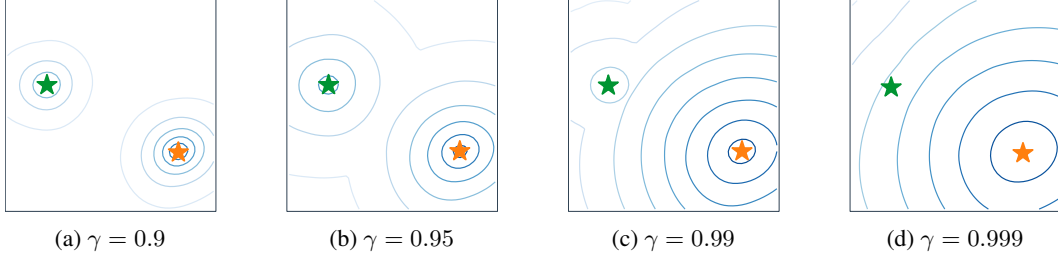 (a) γ = 0.9 (b) γ = 0.95 (c) γ = 0.99 (d) γ = 0.999